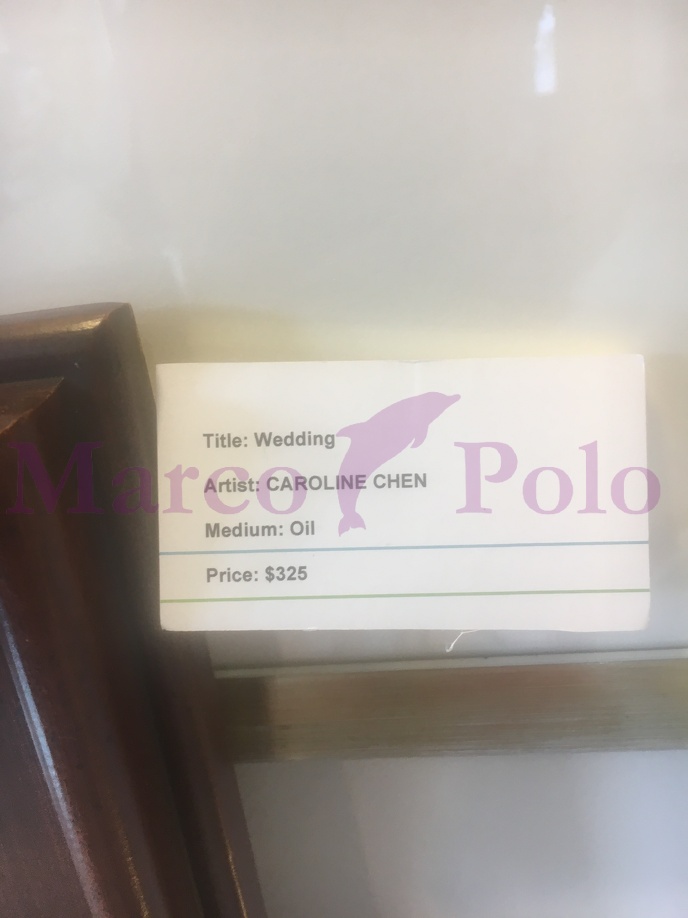 Title: Wedding
Artist: CAROLINE CHEN
Medium: Oil
Price: $325
Marco Polo